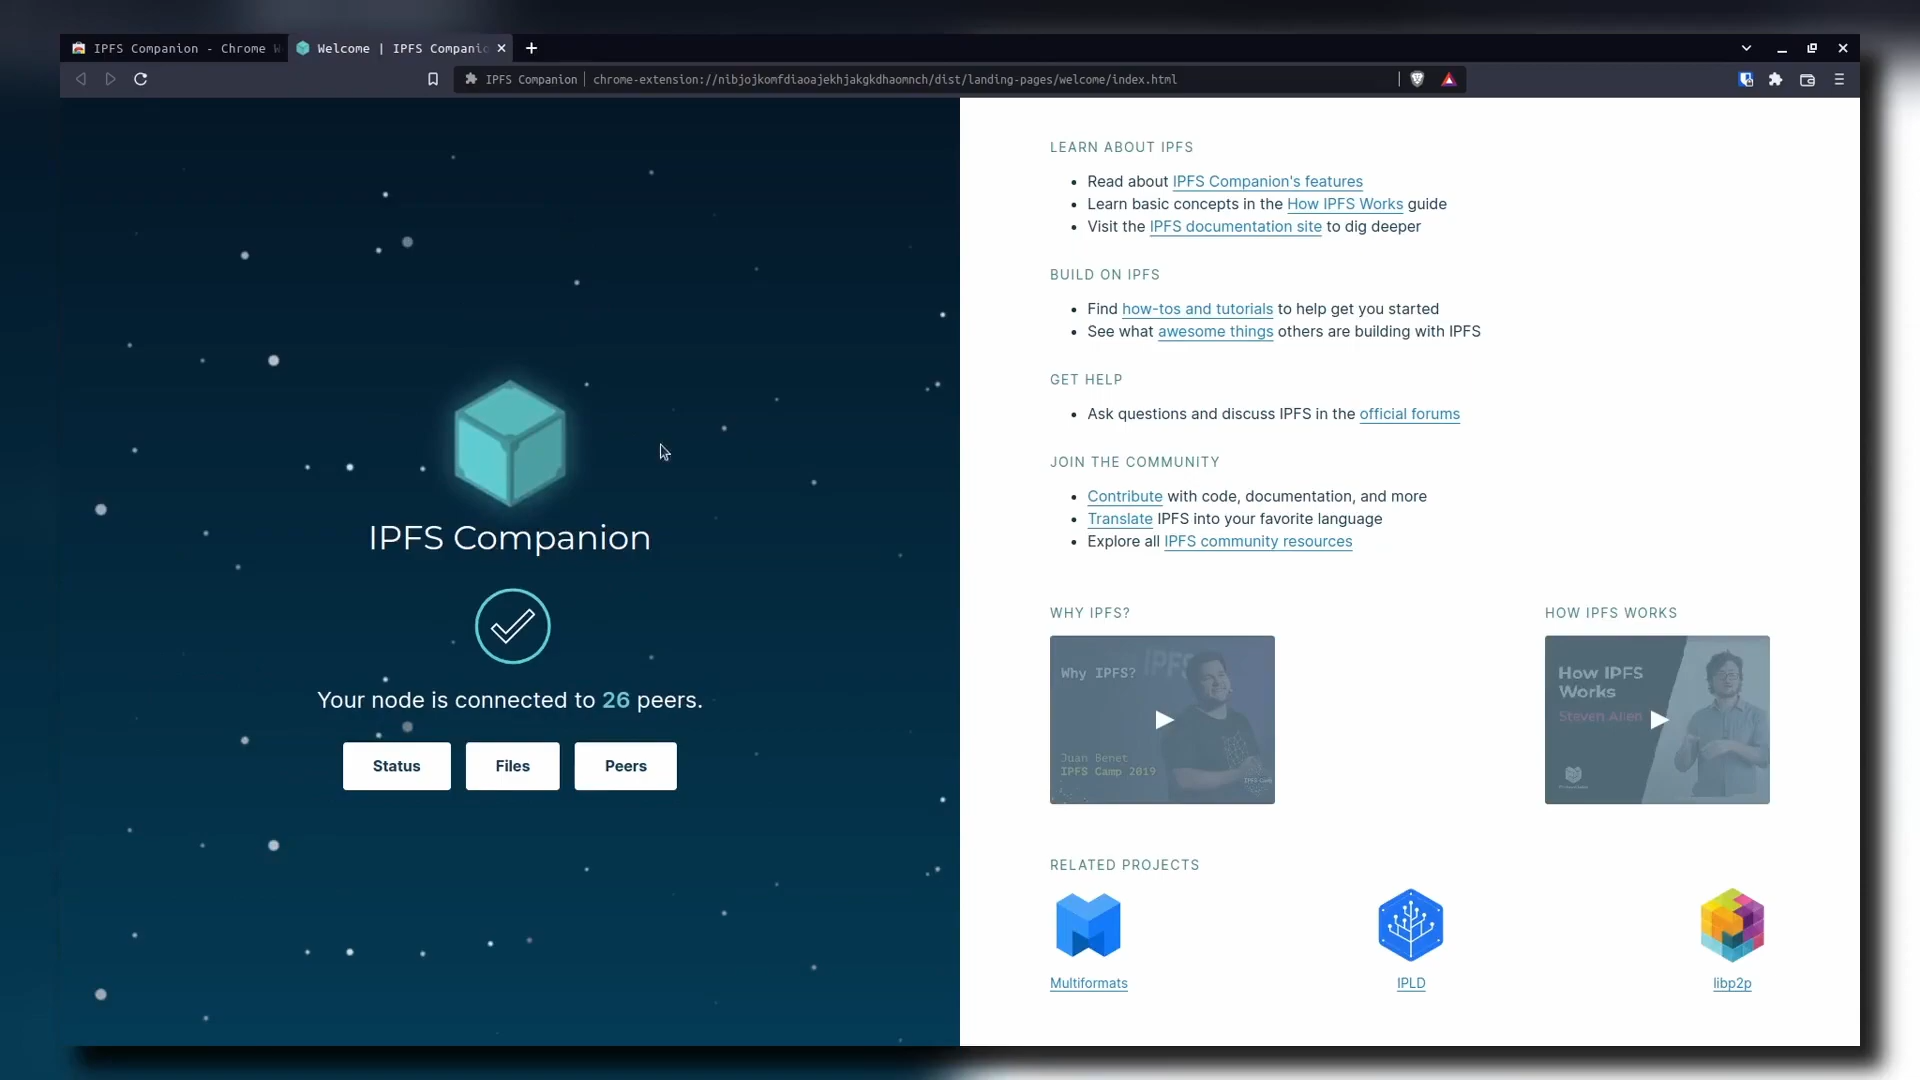 IPFS Companion - Chrome W
Welcome | IPFS Companio
IPFS Companion
chrome-extension://nibjojkomfdiaoajekhjakgkdhaomnch/dist/landing-pages/welcome/index.html
IPFS Companion
Your node is connected to 26 peers.
Status
Files
Peers
LEARN ABOUT IPFS
• Read about IPFS Companion's features
• Learn basic concepts in the How IPFS Works guide
• Visit the IPFS documentation site to dig deeper
BUILD ON IPFS
• Find how-tos and tutorials to help get you started
• See what awesome things others are building with IPFS
GET HELP
• Ask questions and discuss IPFS in the official forums
JOIN THE COMMUNITY
• Contribute with code, documentation, and more
• Translate IPFS into your favorite language
• Explore all IPFS community resources
WHY IPFS?
Why IPFS?
IPFS
Juan Benet
IPFS Camp 2019
HOW IPFS WORKS
How IPFS
Works
Steven Allen
RELATED PROJECTS
Multiformats
IPLD
libp2p